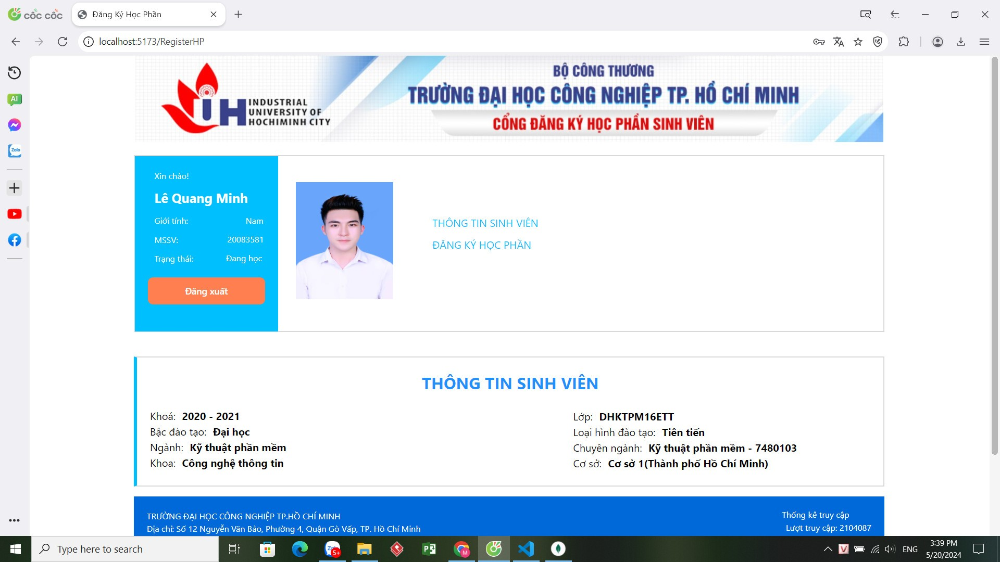 cốc cốc
Đăng Ký Học Phần
localhost:5173/RegisterHP
AI
Zalo
IUH
INDUSTRIAL
UNIVERSITY OF
HOCHIMINH CITY
BỘ CÔNG THƯƠNG
TRƯỜNG ĐẠI HỌC CÔNG NGHIỆP TP. HỒ CHÍ MINH
CỔNG ĐĂNG KÝ HỌC PHẦN SINH VIÊN
Xin chào!
Lê Quang Minh
Giới tính: Nam
MSSV: 20083581
Trạng thái: Đang học
Đăng xuất
THÔNG TIN SINH VIÊN
ĐĂNG KÝ HỌC PHẦN
THÔNG TIN SINH VIÊN
Khoá: 2020 - 2021
Bậc đào tạo: Đại học
Ngành: Kỹ thuật phần mềm
Khoa: Công nghệ thông tin
Lớp: DHKTPM16ETT
Loại hình đào tạo: Tiên tiến
Chuyên ngành: Kỹ thuật phần mềm - 7480103
Cơ sở: Cơ sở 1(Thành phố Hồ Chí Minh)
TRƯỜNG ĐẠI HỌC CÔNG NGHIỆP TP.HỒ CHÍ MINH
Địa chỉ: Số 12 Nguyễn Văn Bảo, Phường 4, Quận Gò Vấp, TP. Hồ Chí Minh
Thống kê truy cập
Lượt truy cập: 2104087
Type here to search
5+
M
V
ENG
3:39 PM
5/20/2024